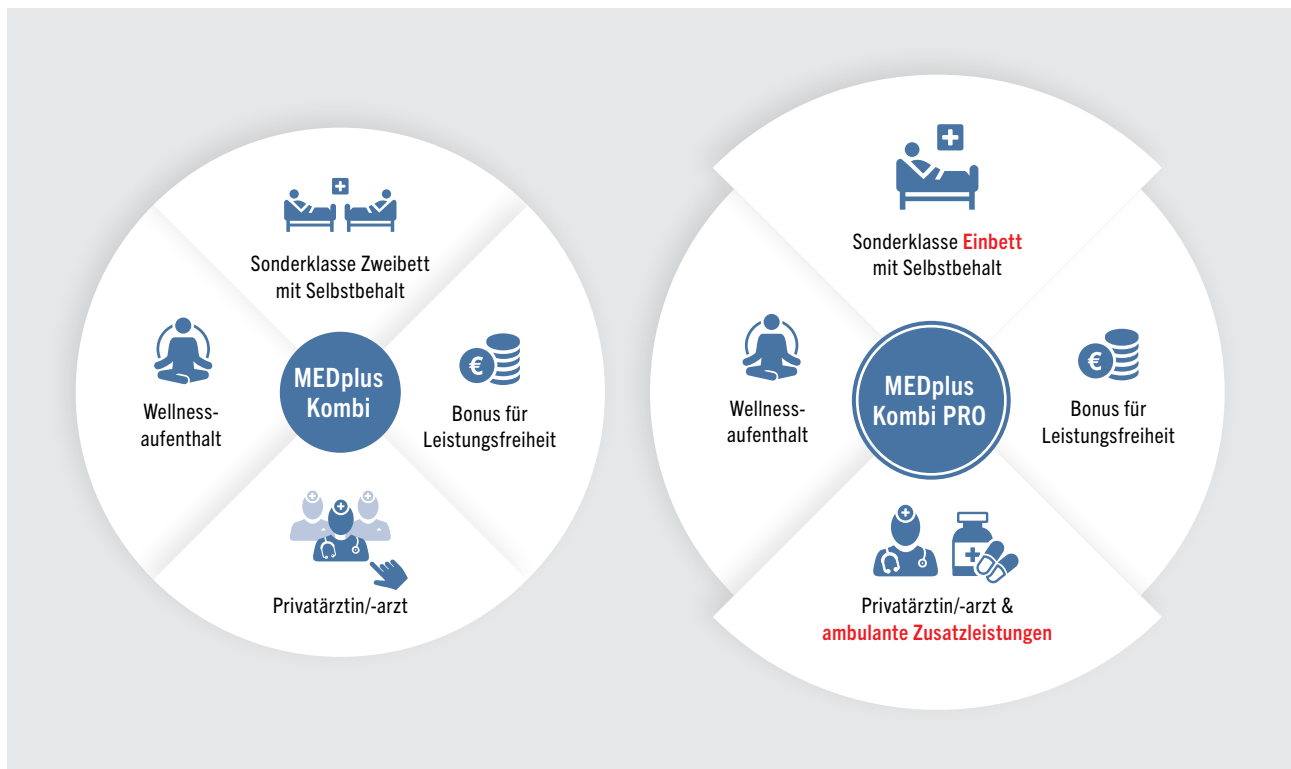 Sonderklasse Zweibett
mit Selbstbehalt
Wellness-
aufenthalt
MEDplus
Kombi
€
Bonus für
Leistungsfreiheit
Privatärztin/-arzt
Sonderklasse Einbett
mit Selbstbehalt
Wellness-
aufenthalt
MEDplus
Kombi PRO
€
Bonus für
Leistungsfreiheit
Privatärztin/-arzt &
ambulante Zusatzleistungen